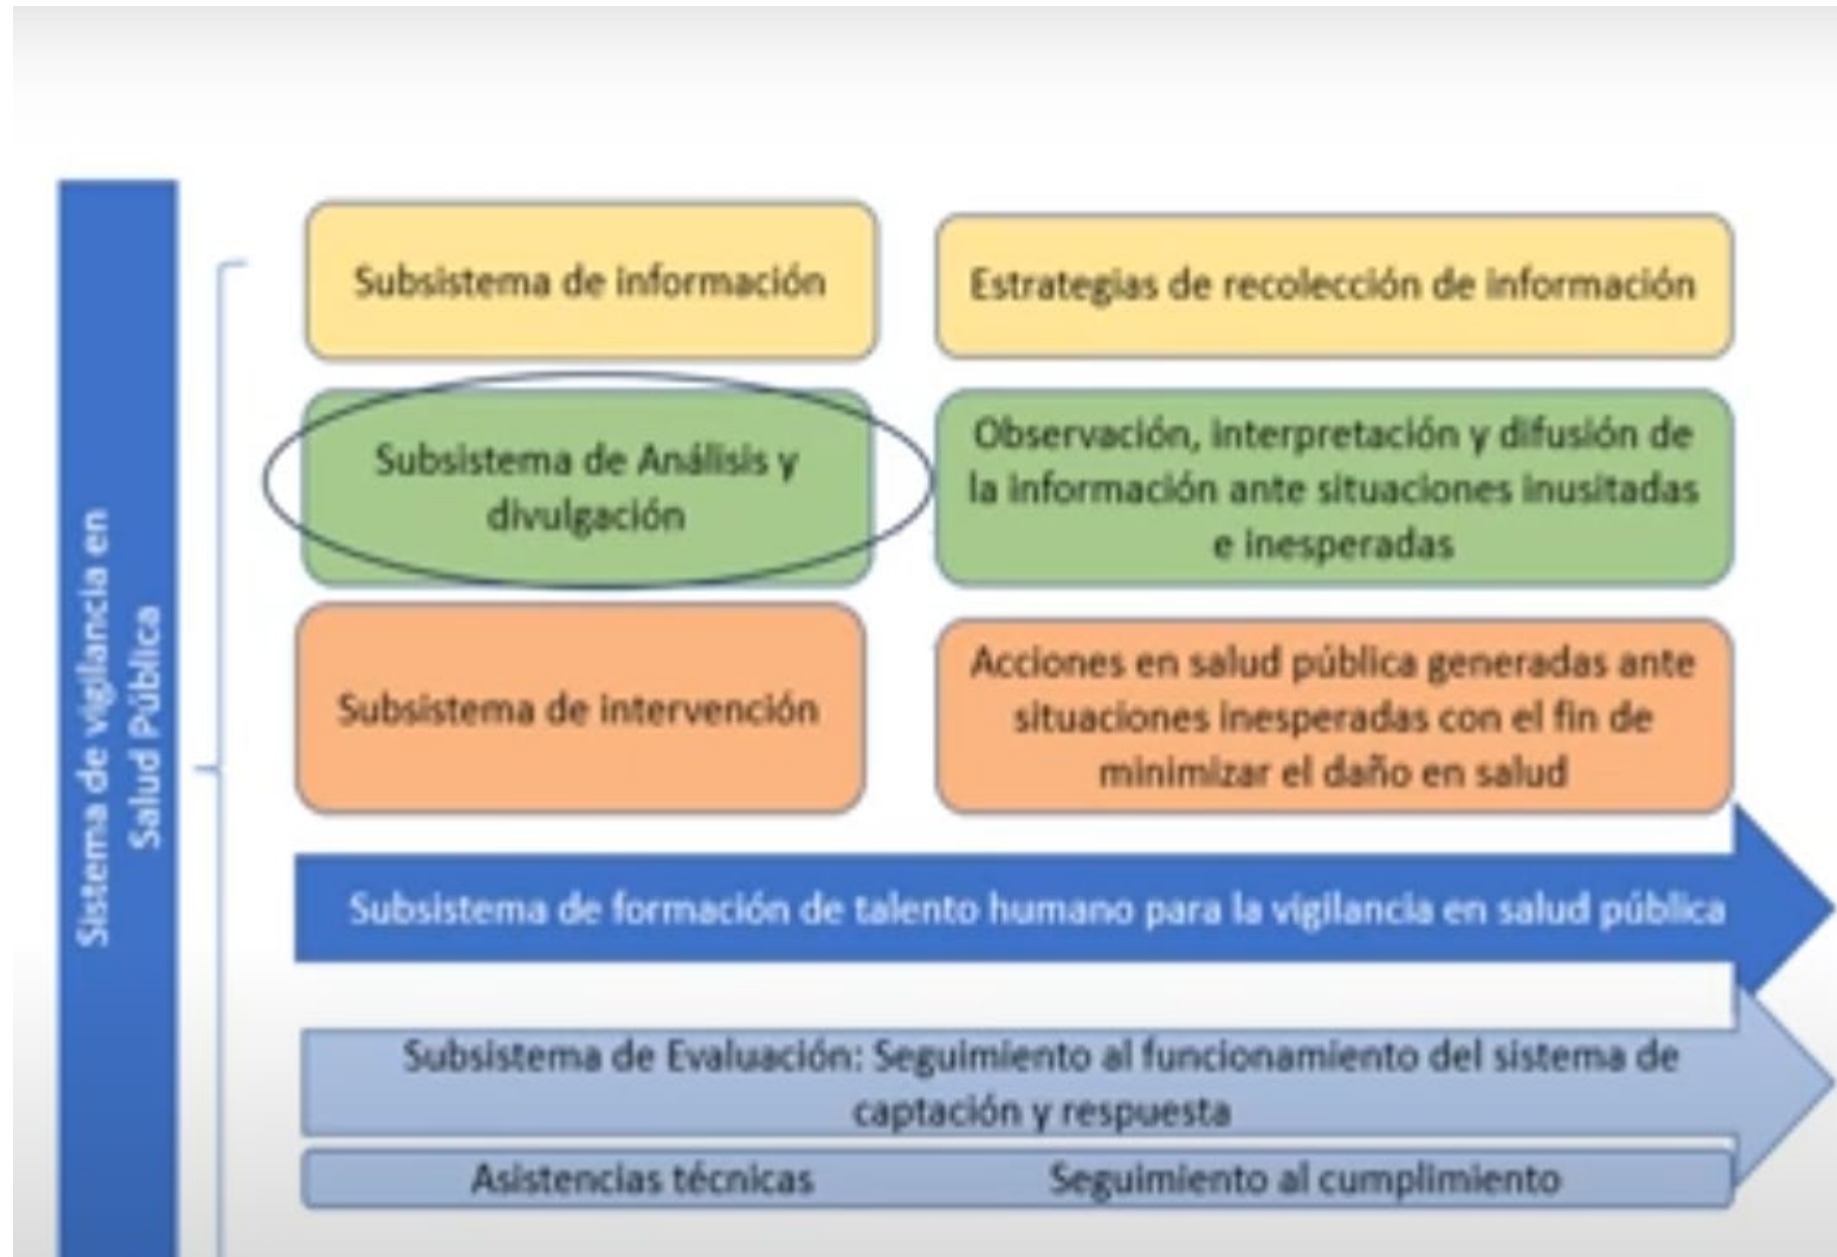 Sistema de vigilancia en
Salud Pública
Subsistema de información
Estrategias de recolección de información
Subsistema de Análisis y
divulgación
Observación, interpretación y difusión de
la información ante situaciones inusitadas
e inesperadas
Subsistema de intervención
Acciones en salud pública generadas ante
situaciones inesperadas con el fin de
minimizar el daño en salud
Subsistema de formación de talento humano para la vigilancia en salud pública
Subsistema de Evaluación: Seguimiento al funcionamiento del sistema de
captación y respuesta
Asistencias técnicas
Seguimiento al cumplimiento